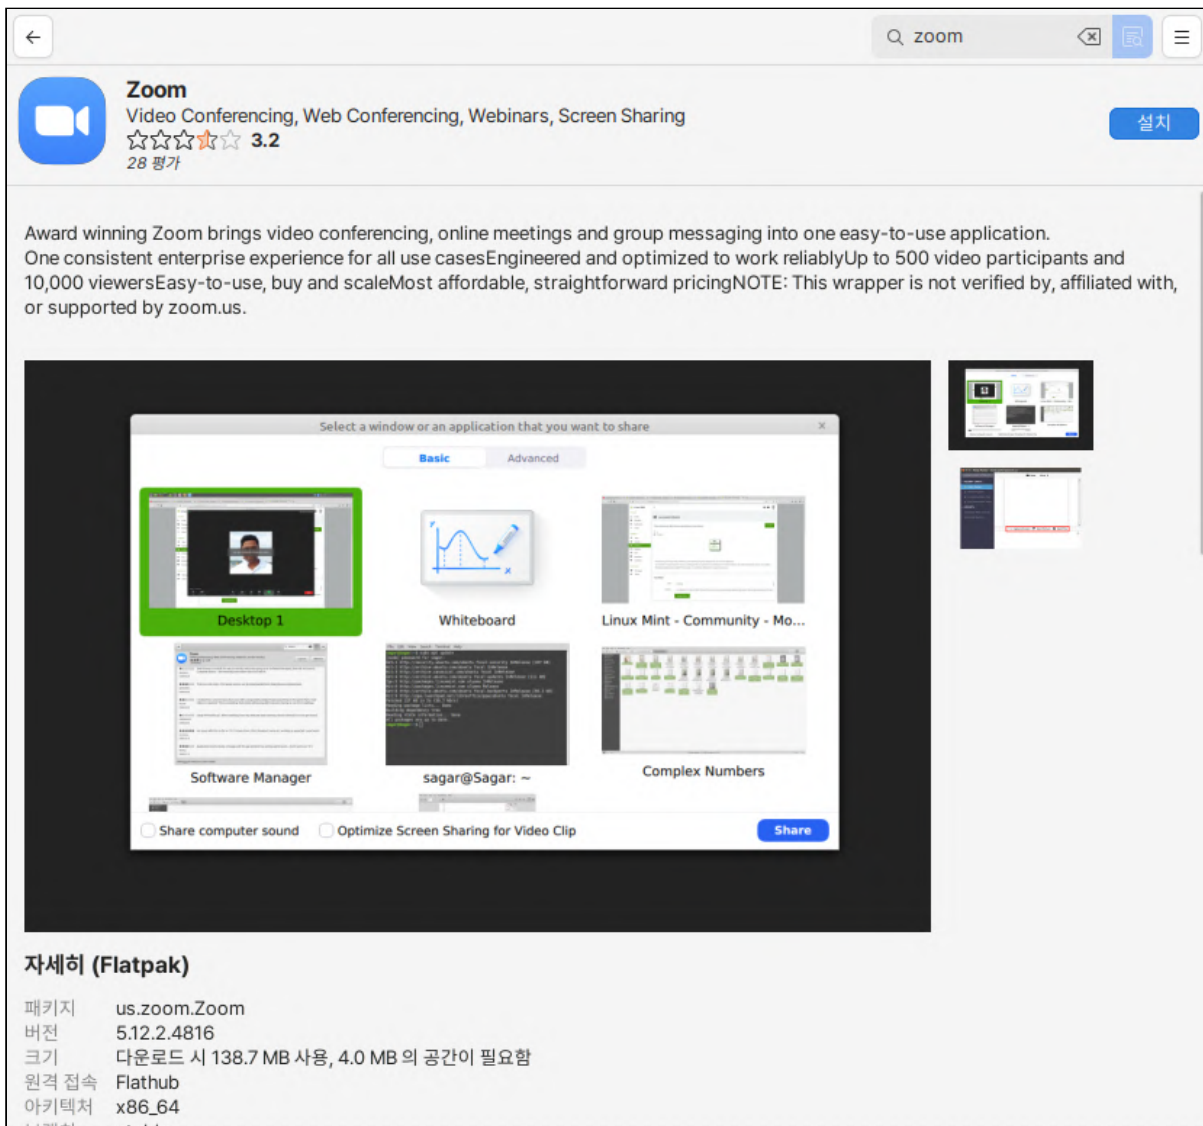 zoom
Zoom
Video Conferencing, Web Conferencing, Webinars, Screen Sharing
3.2
28 평가
설치
Award winning Zoom brings video conferencing, online meetings and group messaging into one easy-to-use application.
One consistent enterprise experience for all use casesEngineered and optimized to work reliablyUp to 500 video participants and
10,000 viewersEasy-to-use, buy and scaleMost affordable, straightforward pricingNOTE: This wrapper is not verified by, affiliated with,
or supported by zoom.us.
Select a window or an application that you want to share
Basic Advanced
Desktop 1
Whiteboard
Linux Mint - Community - Mo...
Software Manager
sagar@Sagar: ~
Complex Numbers
Share computer sound
Optimize Screen Sharing for Video Clip
Share
자세히 (Flatpak)
패키지 us.zoom.Zoom
버전 5.12.2.4816
크기 다운로드 시 138.7 MB 사용, 4.0 MB 의 공간이 필요함
원격 접속 Flathub
아키텍처 x86_64